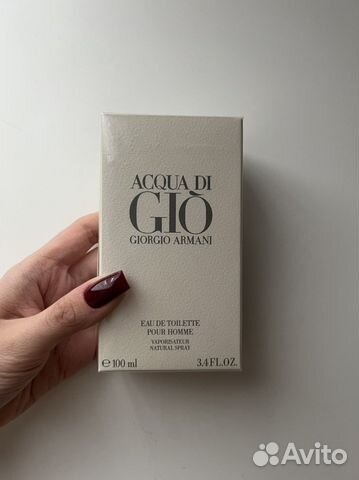 ACQUA DI
GIÒ
GIORGIO ARMANI
EAU DE TOILETTE
POUR HOMME
VAPORISATEUR
NATURAL SPRAY
℮ 100 ml 3.4 FL.OZ.
Avito